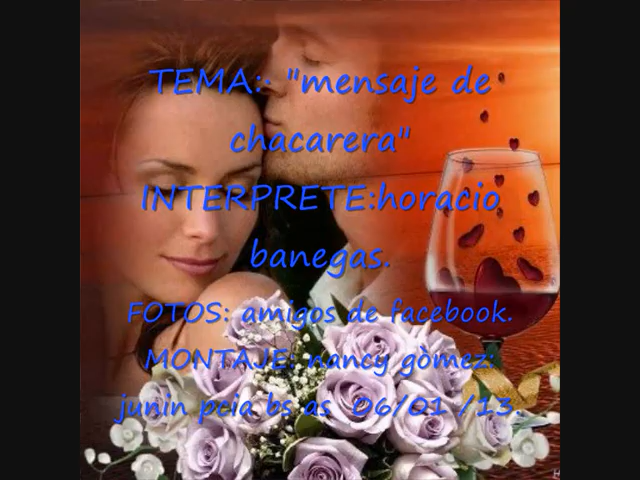 TEMA:· "mensaje de
chacarera"
INTERPRETE:horacio
banegas.
FOTOS: amigos de facebook.
MONTAJE: nancy gòmez:
junin pcia bs as 06/01 /13.